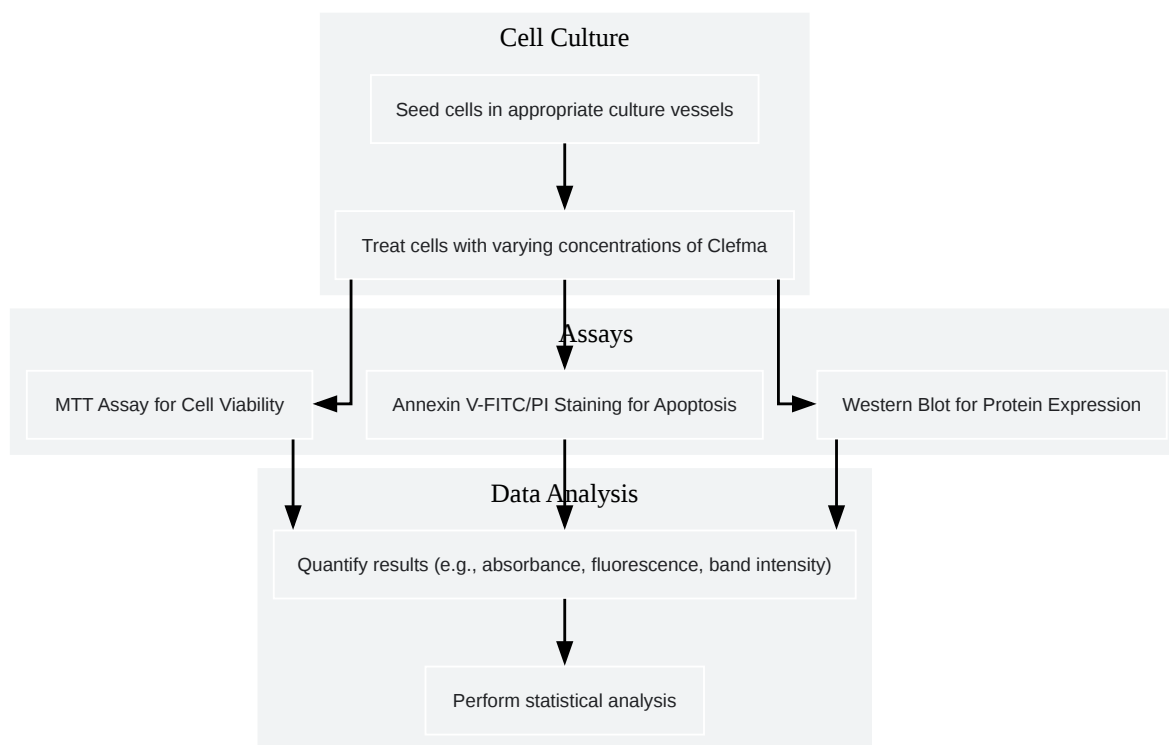 Cell Culture
Seed cells in appropriate culture vessels
Treat cells with varying concentrations of Clefma
Assays
MTT Assay for Cell Viability
Annexin V-FITC/PI Staining for Apoptosis
Western Blot for Protein Expression
Data Analysis
Quantify results (e.g., absorbance, fluorescence, band intensity)
Perform statistical analysis